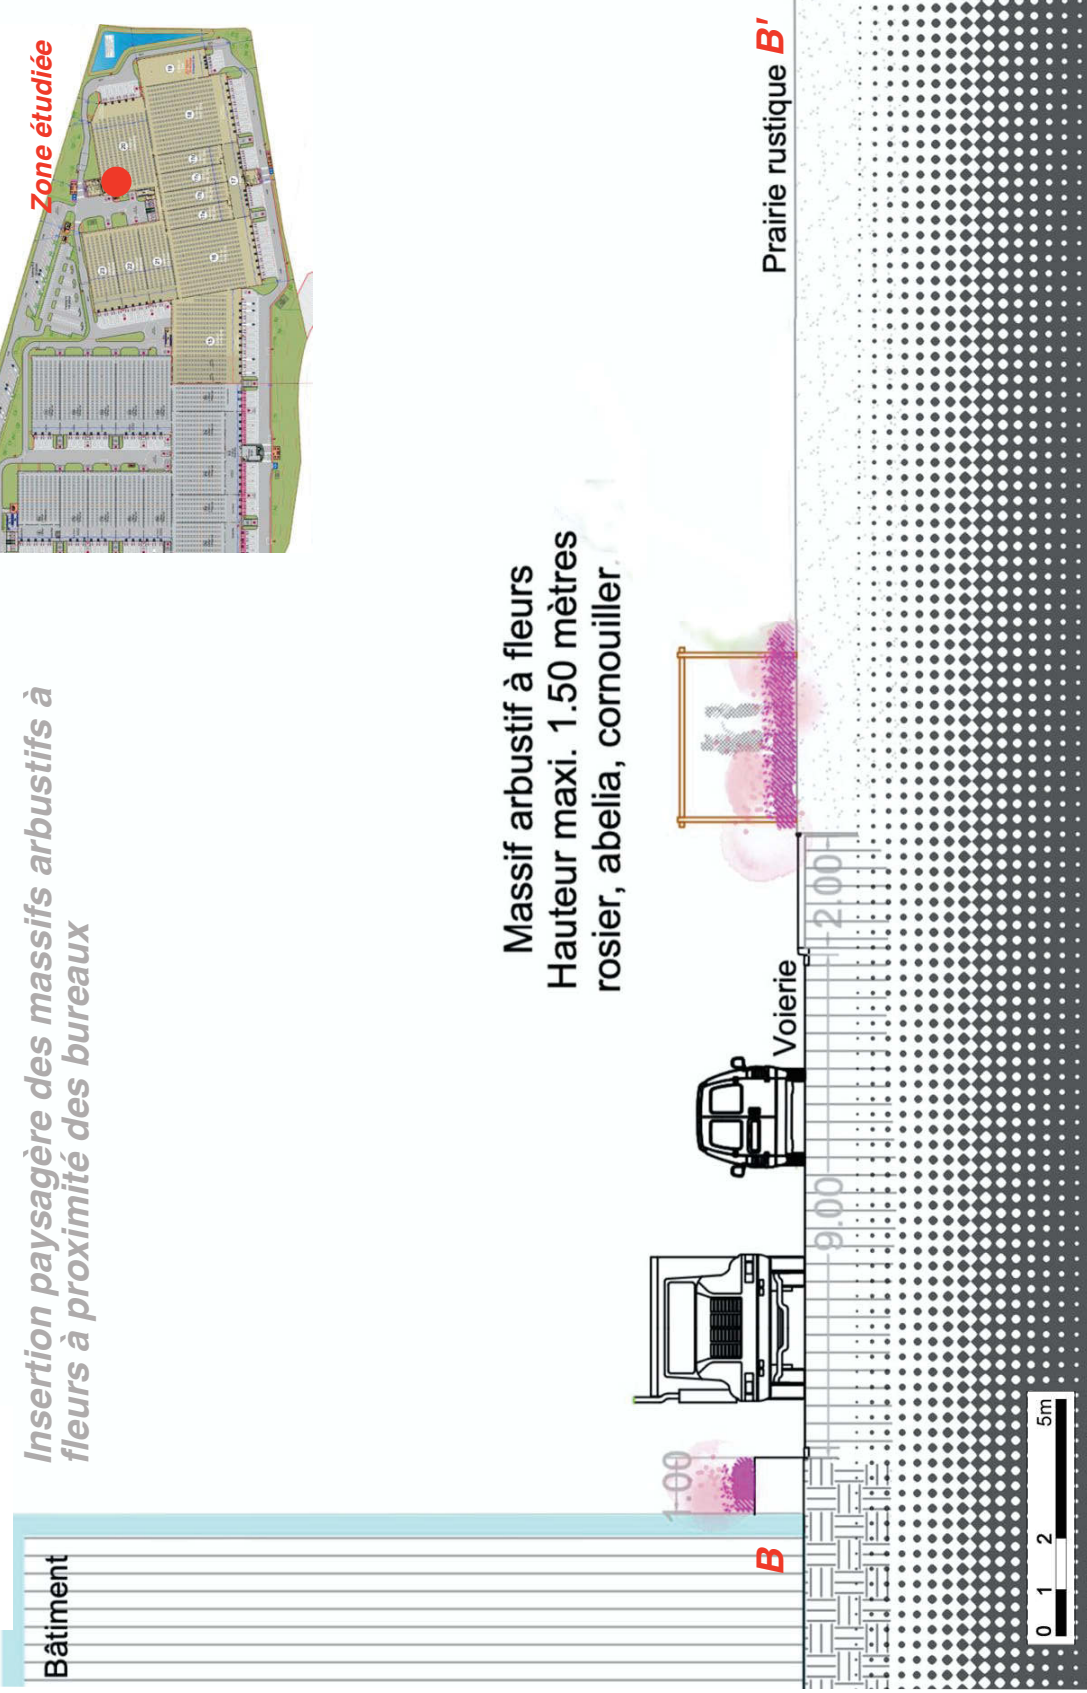 Insertion paysagère des massifs arbustifs à
fleurs à proximité des bureaux
Zone étudiée
Bâtiment
Massif arbustif à fleurs
Hauteur maxi. 1.50 mètres
rosier, abelia, cornouiller
Prairie rustique
B'
B
Voierie
1.00
9.00
2.00
0 1 2 5m